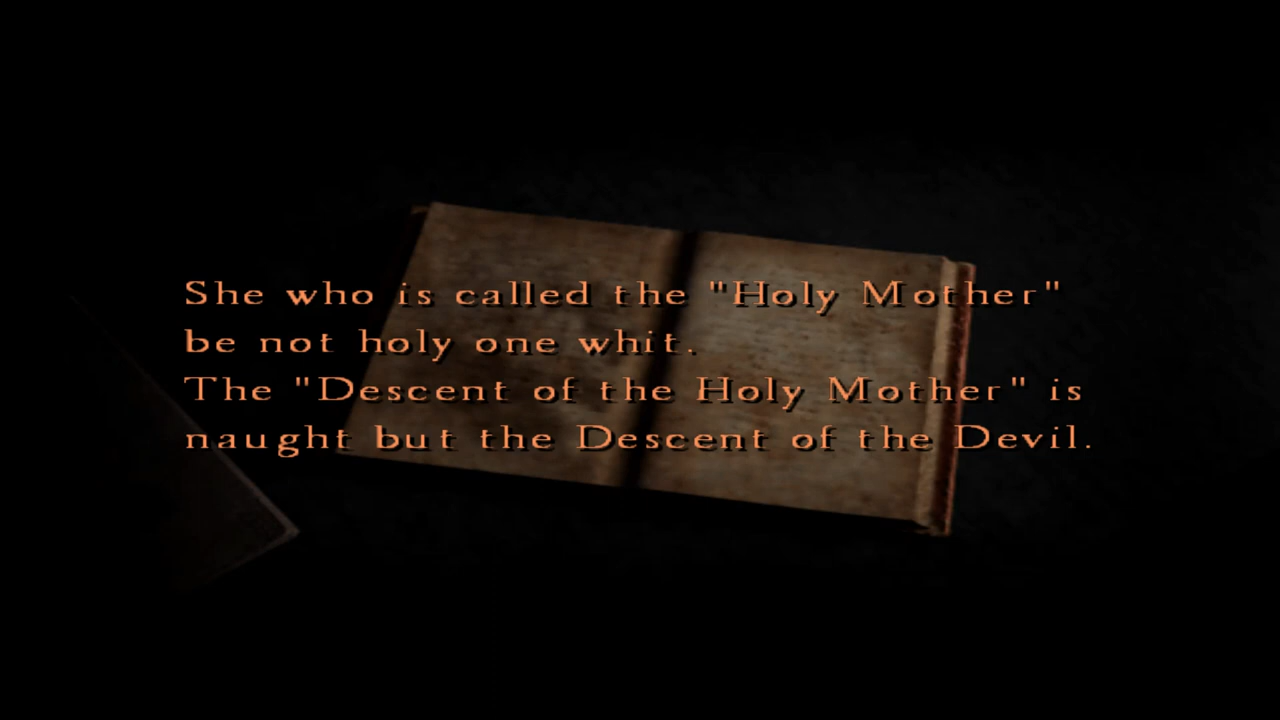 She who is called the "Holy Mother"
be not holy one whit.
The "Descent of the Holy Mother" is
naught but the Descent of the Devil.